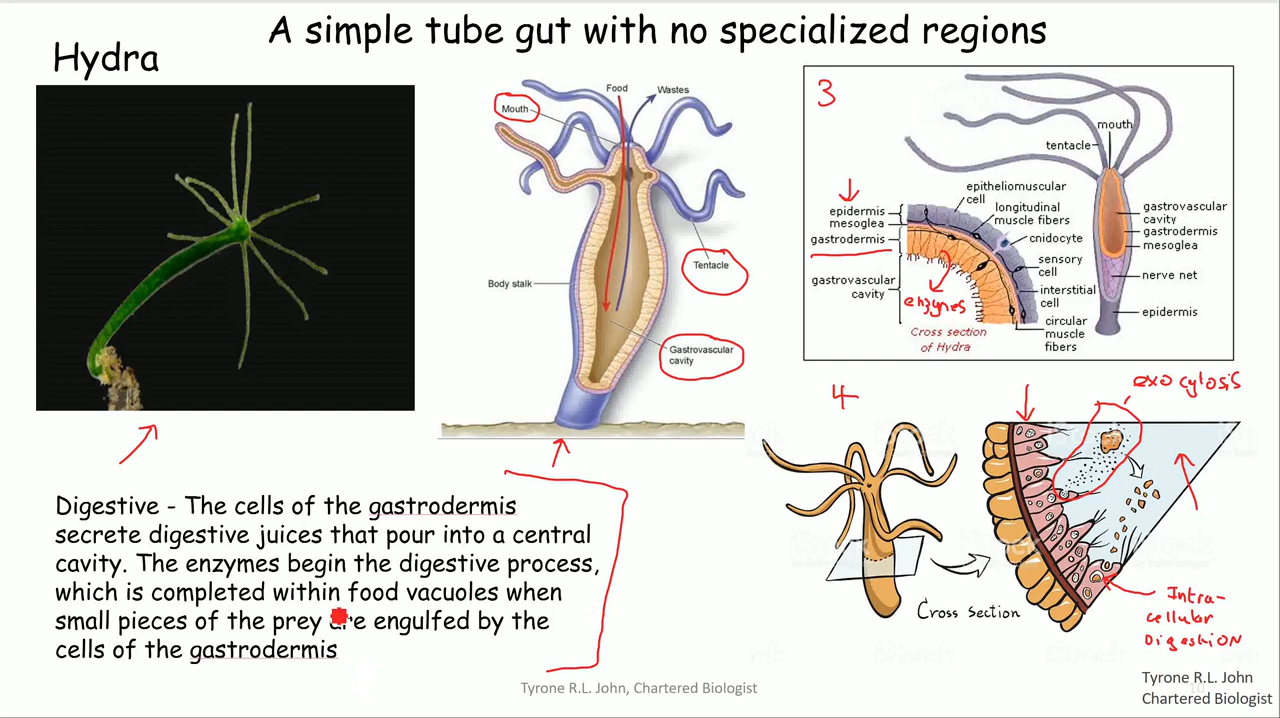 A simple tube gut with no specialized regions
Hydra
Food
Wastes
Mouth
Tentacle
Body stalk
Gastrovascular
cavity
3
mouth
tentacle
epitheliomuscular
cell
longitudinal
muscle fibers
epidermis
mesoglea
gastrodermis
cnidocyte
sensory
cell
gastrovascular
cavity
interstitial
cell
enzymes
circular
muscle
fibers
Cross section
of Hydra
gastrovascular
cavity
gastrodermis
mesoglea
nerve net
epidermis
4
exocytosis
Cross section
Intra-
cellular
Digestion
Digestive - The cells of the gastrodermis
secrete digestive juices that pour into a central
cavity. The enzymes begin the digestive process,
which is completed within food vacuoles when
small pieces of the prey are engulfed by the
cells of the gastrodermis
Tyrone R.L. John, Chartered Biologist
Tyrone R.L. John
Chartered Biologist